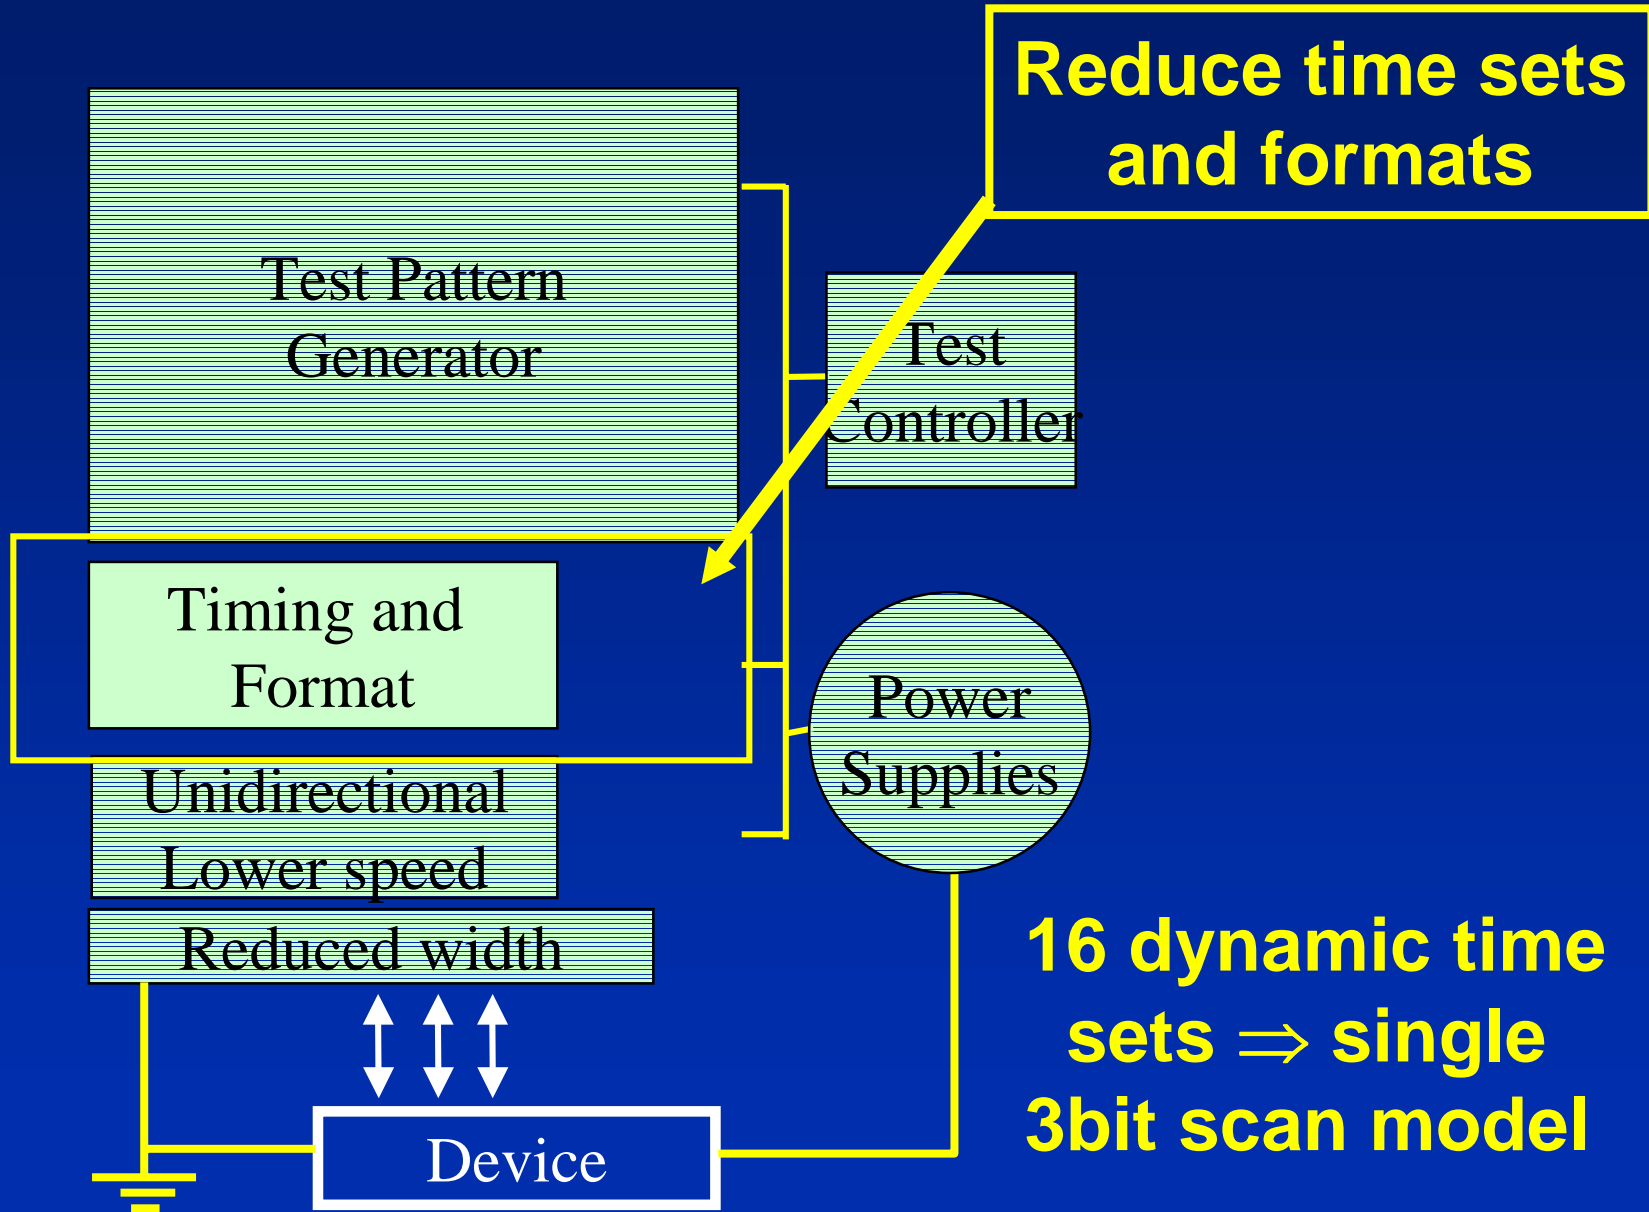 Reduce time sets
and formats
Test Pattern
Generator
Test
Controller
Timing and
Format
Power
Supplies
Unidirectional
Lower speed
Reduced width
16 dynamic time
sets ⇒ single
3bit scan model
Device